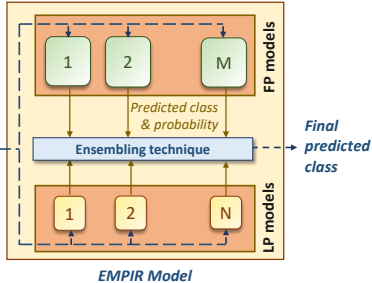 1 2 M
FP models
Predicted class
& probability
Ensembling technique
Final
predicted
class
1 2 N
LP models
EMPIR Model